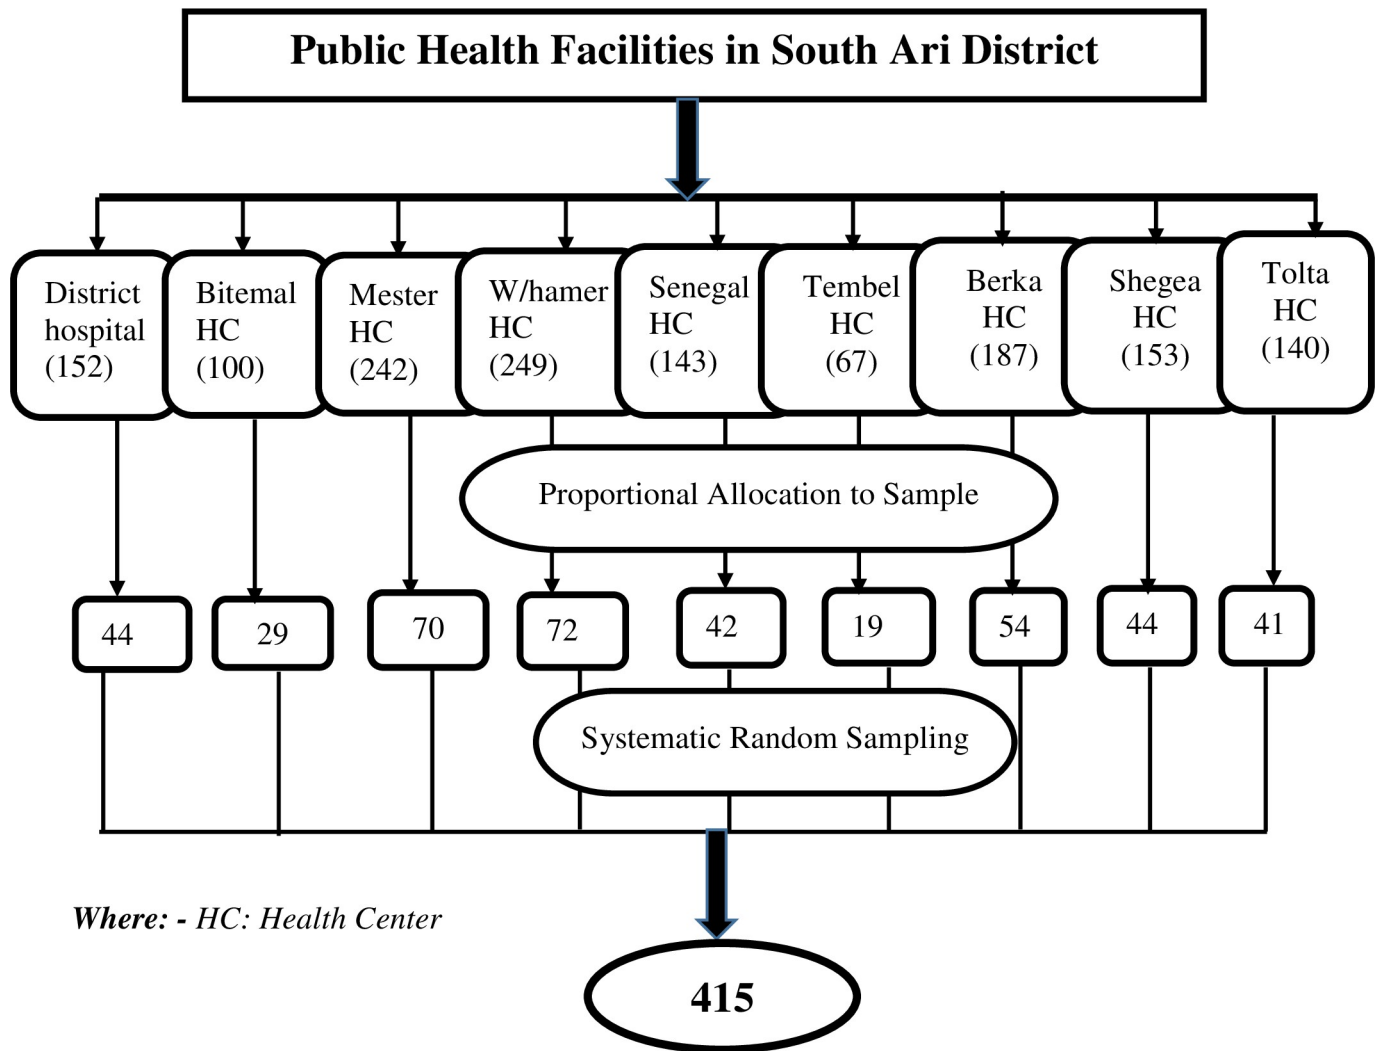 Public Health Facilities in South Ari District
District
hospital
(152)
Bitemal
HC
(100)
Mester
HC
(242)
W/hamer
HC
(249)
Senegal
HC
(143)
Tembel
HC
(67)
Berka
HC
(187)
Shegea
HC
(153)
Tolta
HC
(140)
Proportional Allocation to Sample
44
29
70
72
42
19
54
44
41
Systematic Random Sampling
Where: - HC: Health Center
415